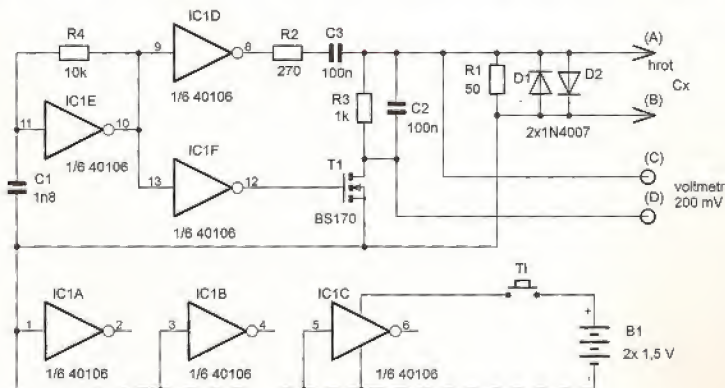 IC1D
R4
9
8
R2
C3
(A)
10k
270
100n
hrot
1/6 40106
R1
50
D1
D2
Cx
IC1E
R3
1k
C2
100n
(B)
11
10
2x1N4007
1/6 40106
IC1F
T1
(C)
C1
1n8
13
12
voltmetr
200 mV
BS170
(D)
1/6 40106
IC1A
IC1B
IC1C
Tl
1
2
3
4
5
6
+
B1
2x 1,5 V
-
1/6 40106
1/6 40106
1/6 40106